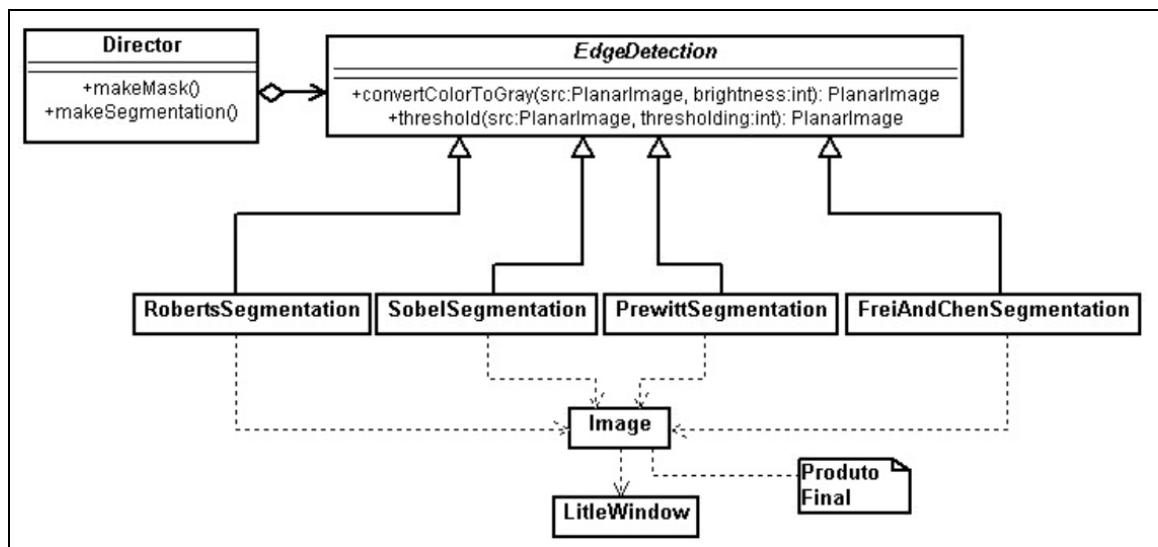 Director
+makeMask()
+makeSegmentation()
EdgeDetection
+convertColorToGray(src:PlanarImage, brightness:int): PlanarImage
+threshold(src:PlanarImage, thresholding:int): PlanarImage
RobertsSegmentation
SobelSegmentation
PrewittSegmentation
FreiAndChenSegmentation
Image
Produto
Final
LitleWindow